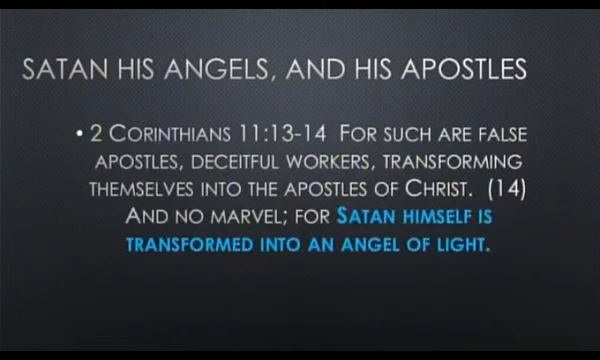 SATAN HIS ANGELS, AND HIS APOSTLES
• 2 CORINTHIANS 11:13-14 FOR SUCH ARE FALSE
APOSTLES, DECEITFUL WORKERS, TRANSFORMING
THEMSELVES INTO THE APOSTLES OF CHRIST. (14)
AND NO MARVEL; FOR SATAN HIMSELF IS
TRANSFORMED INTO AN ANGEL OF LIGHT.